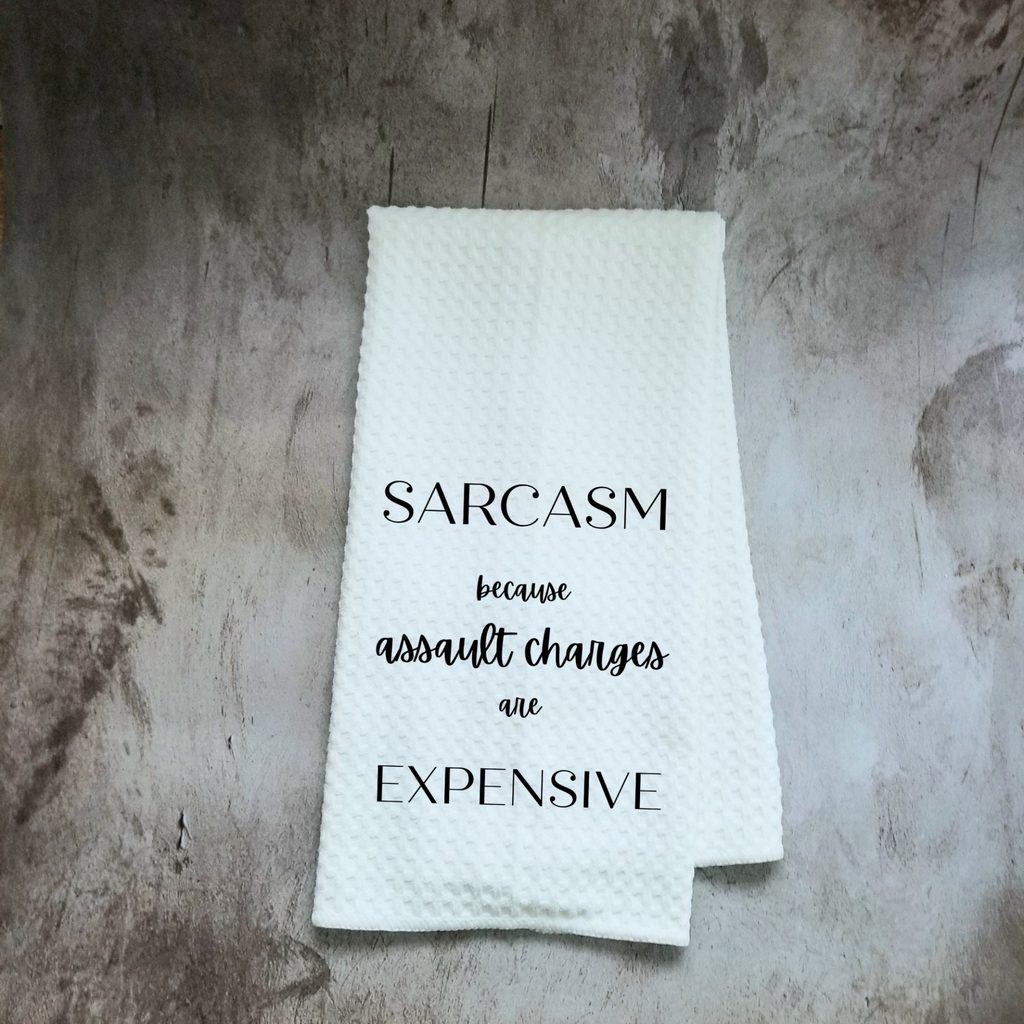 SARCASM
because
assault charges
are
EXPENSIVE